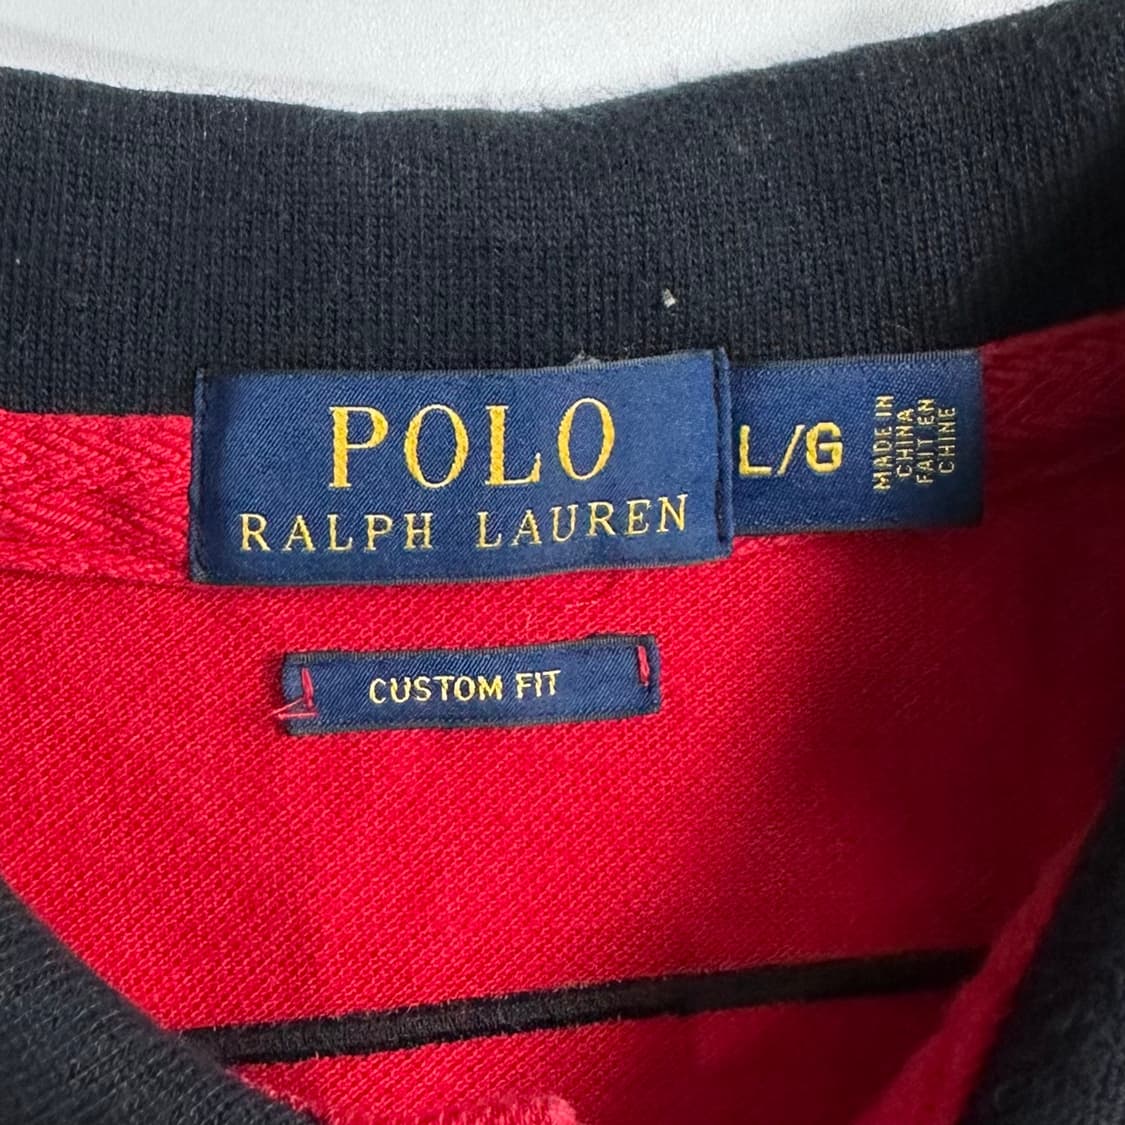 POLO
RALPH LAUREN
L/G
MADE IN
CHINA
FAIT EN
CHINE
CUSTOM FIT